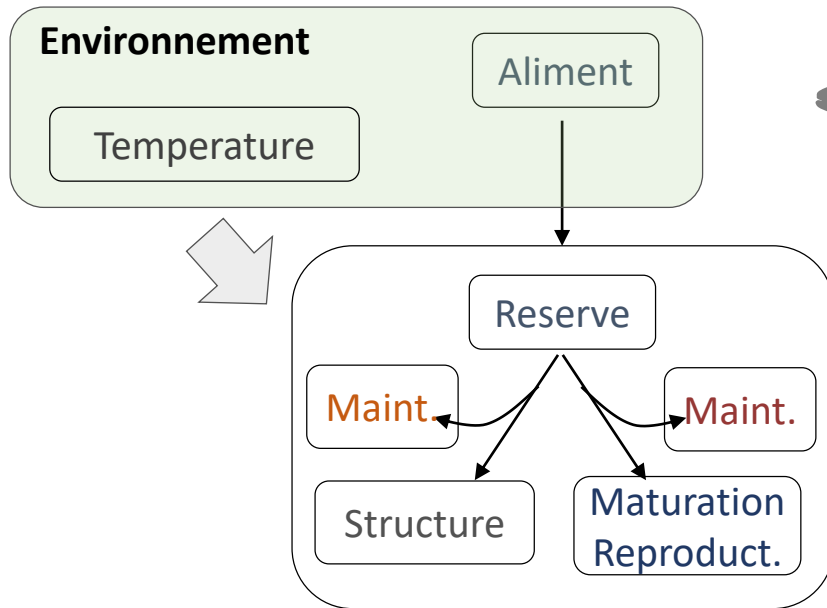 Environnement
Aliment
Temperature
Reserve
Maint.
Maint.
Structure
Maturation
Reproduct.